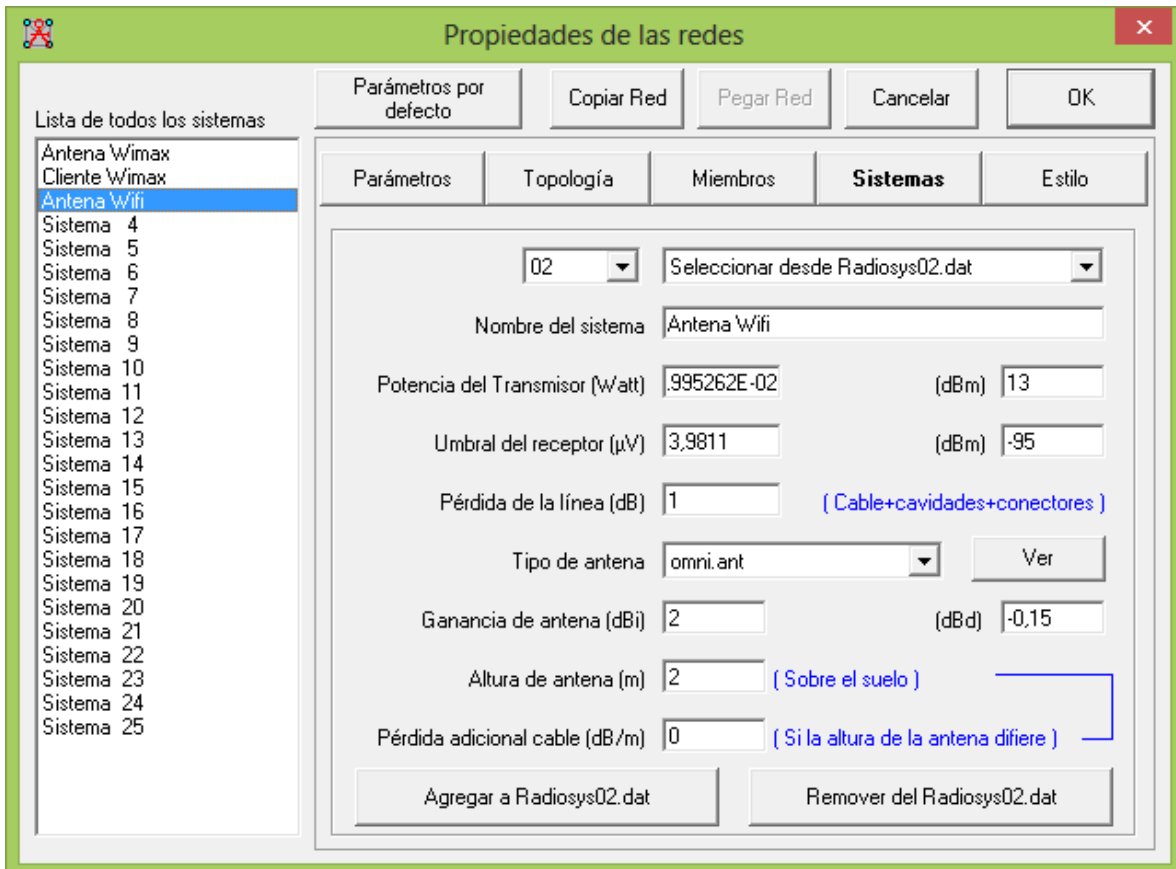 Propiedades de las redes
Lista de todos los sistemas
Antena Wimax
Cliente Wimax
Antena Wifi
Sistema 4
Sistema 5
Sistema 6
Sistema 7
Sistema 8
Sistema 9
Sistema 10
Sistema 11
Sistema 12
Sistema 13
Sistema 14
Sistema 15
Sistema 16
Sistema 17
Sistema 18
Sistema 19
Sistema 20
Sistema 21
Sistema 22
Sistema 23
Sistema 24
Sistema 25
Parámetros por
defecto
Copiar Red
Pegar Red
Cancelar
OK
Parámetros
Topología
Miembros
Sistemas
Estilo
02 Seleccionar desde Radiosys02.dat
Nombre del sistema Antena Wifi
Potencia del Transmisor (Watt) .995262E-02 (dBm) 13
Umbral del receptor (µV) 3,9811 (dBm) -95
Pérdida de la línea (dB) 1 ( Cable+cavidades+conectores )
Tipo de antena omni.ant Ver
Ganancia de antena (dBi) 2 (dBd) -0,15
Altura de antena (m) 2 ( Sobre el suelo )
Pérdida adicional cable (dB/m) 0 ( Si la altura de la antena difiere )
Agregar a Radiosys02.dat
Remover del Radiosys02.dat